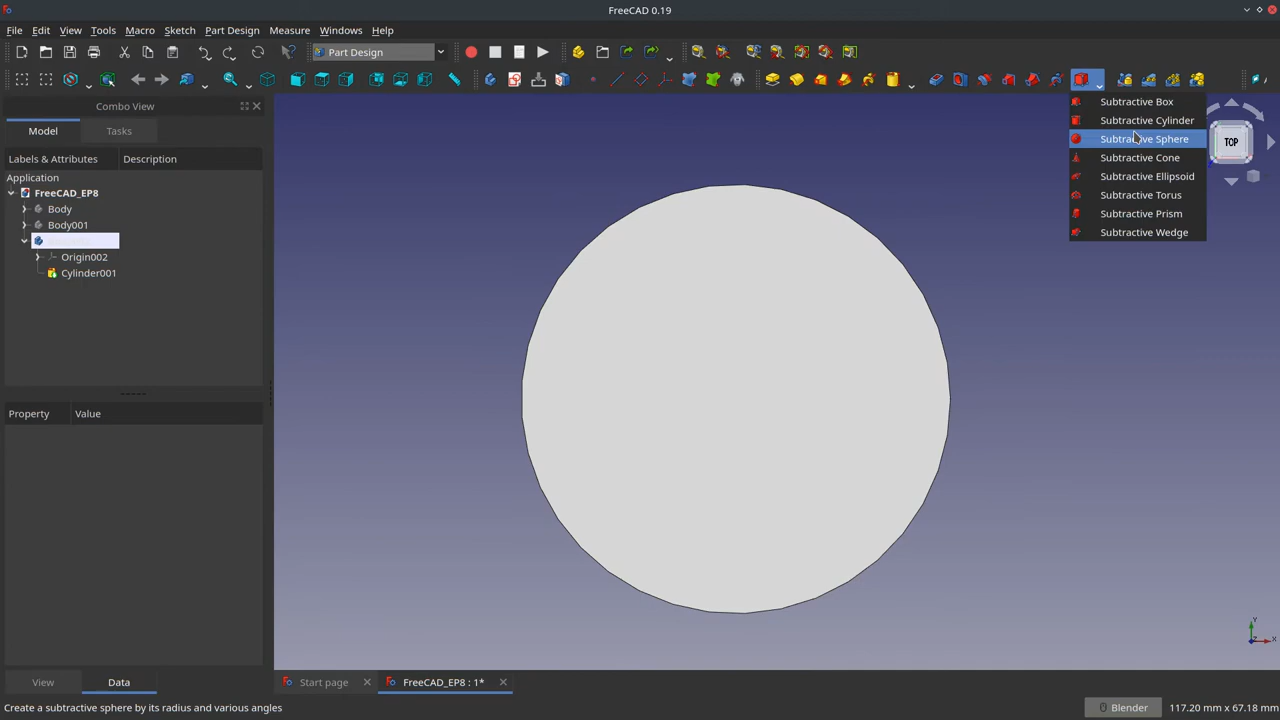 FreeCAD 0.19
File Edit View Tools Macro Sketch Part Design Measure Windows Help
Part Design
Combo View
Model Tasks
Labels & Attributes Description
Application
FreeCAD_EP8
Body
Body001
Origin002
Cylinder001
Property Value
View Data
Subtractive Box
Subtractive Cylinder
Subtractive Sphere
Subtractive Cone
Subtractive Ellipsoid
Subtractive Torus
Subtractive Prism
Subtractive Wedge
TOP
Y
X
Start page FreeCAD_EP8 : 1*
Create a subtractive sphere by its radius and various angles
Blender 117.20 mm x 67.18 mm